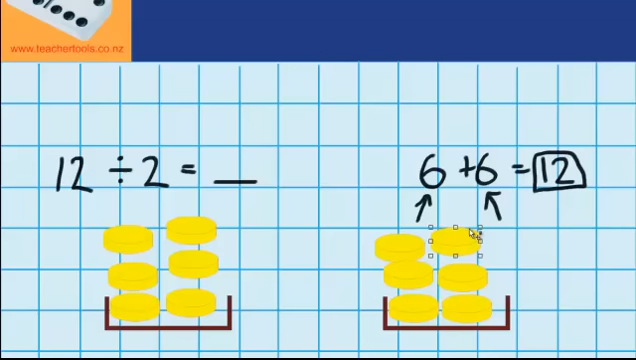 www.teachertools.co.nz
12 ÷ 2 = __
6 + 6 = 12